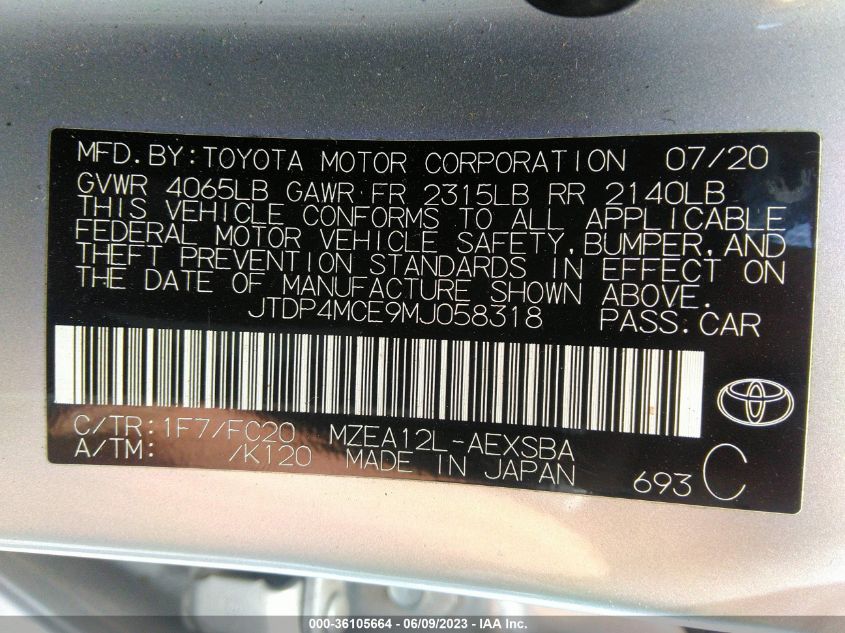 MFD.BY:TOYOTA MOTOR CORPORATION 07/20
GVWR 4065LB GAWR FR 2315LB RR 2140LB
THIS VEHICLE CONFORMS TO ALL APPLICABLE
FEDERAL MOTOR VEHICLE SAFETY,BUMPER,AND
THEFT PREVENTION STANDARDS IN EFFECT ON
THE DATE OF MANUFACTURE SHOWN ABOVE.
JTDP4MCE9MJ058318 PASS.CAR
C/TR:1F7/FC20 MZEA12L-AEXSBA
A/TM: /K120 MADE IN JAPAN 693 C
000-36105664 - 06/09/2023 - IAA Inc.